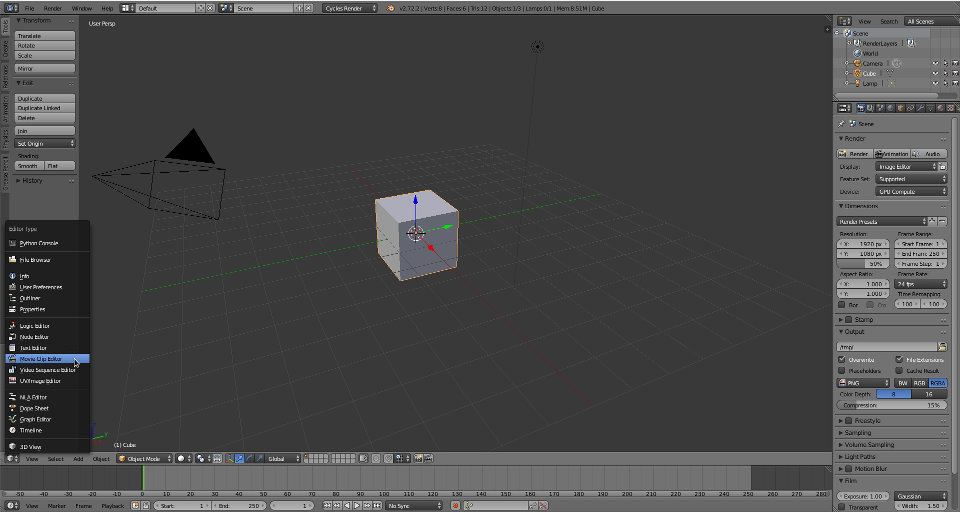 File Render Window Help Default Scene Cycles Render v2.72.2 | Verts:8 | Faces:6 | Tris:12 | Objects:1/3 | Lamps:0/1 | Mem:8.51M | Cube
Tools
Create
Relations
Animation
Physics
Grease Pencil
Transform
Translate
Rotate
Scale
Mirror
Edit
Duplicate
Duplicate Linked
Delete
Join
Set Origin
Shading:
Smooth Flat
History
Editor Type
Python Console
File Browser
Info
User Preferences
Outliner
Properties
Logic Editor
Node Editor
Text Editor
Movie Clip Editor
Video Sequence Editor
UV/Image Editor
NLA Editor
Dope Sheet
Graph Editor
Timeline
3D View
User Persp
(1) Cube
View Select Add Object Object Mode Global
-50 -40 -30 -20 -10 0 10 20 30 40 50 60 70 80 90 100 110 120 130 140 150 160 170 180 190 200 210 220 230 240 250 260 270 280
View Marker Frame Playback Start: 1 End: 250 1 No Sync
View Search All Scenes
Scene
RenderLayers
World
Camera
Cube
Lamp
Scene
Render
Render Animation Audio
Display: Image Editor
Feature Set: Supported
Device: GPU Compute
Dimensions
Render Presets
Resolution: Frame Range:
X: 1920 px Start Frame: 1
Y: 1080 px End Fram: 250
50% Frame Step: 1
Aspect Ratio: Frame Rate:
X: 1.000 24 fps
Y: 1.000 Time Remapping:
Bor Cro 100 100
Stamp
Output
/tmp/
Overwrite File Extensions
Placeholders Cache Result
PNG BW RGB RGBA
Color Depth: 8 16
Compression: 15%
Freestyle
Sampling
Volume Sampling
Light Paths
Motion Blur
Film
Exposure: 1.00 Gaussian
Transparent Width: 1.50